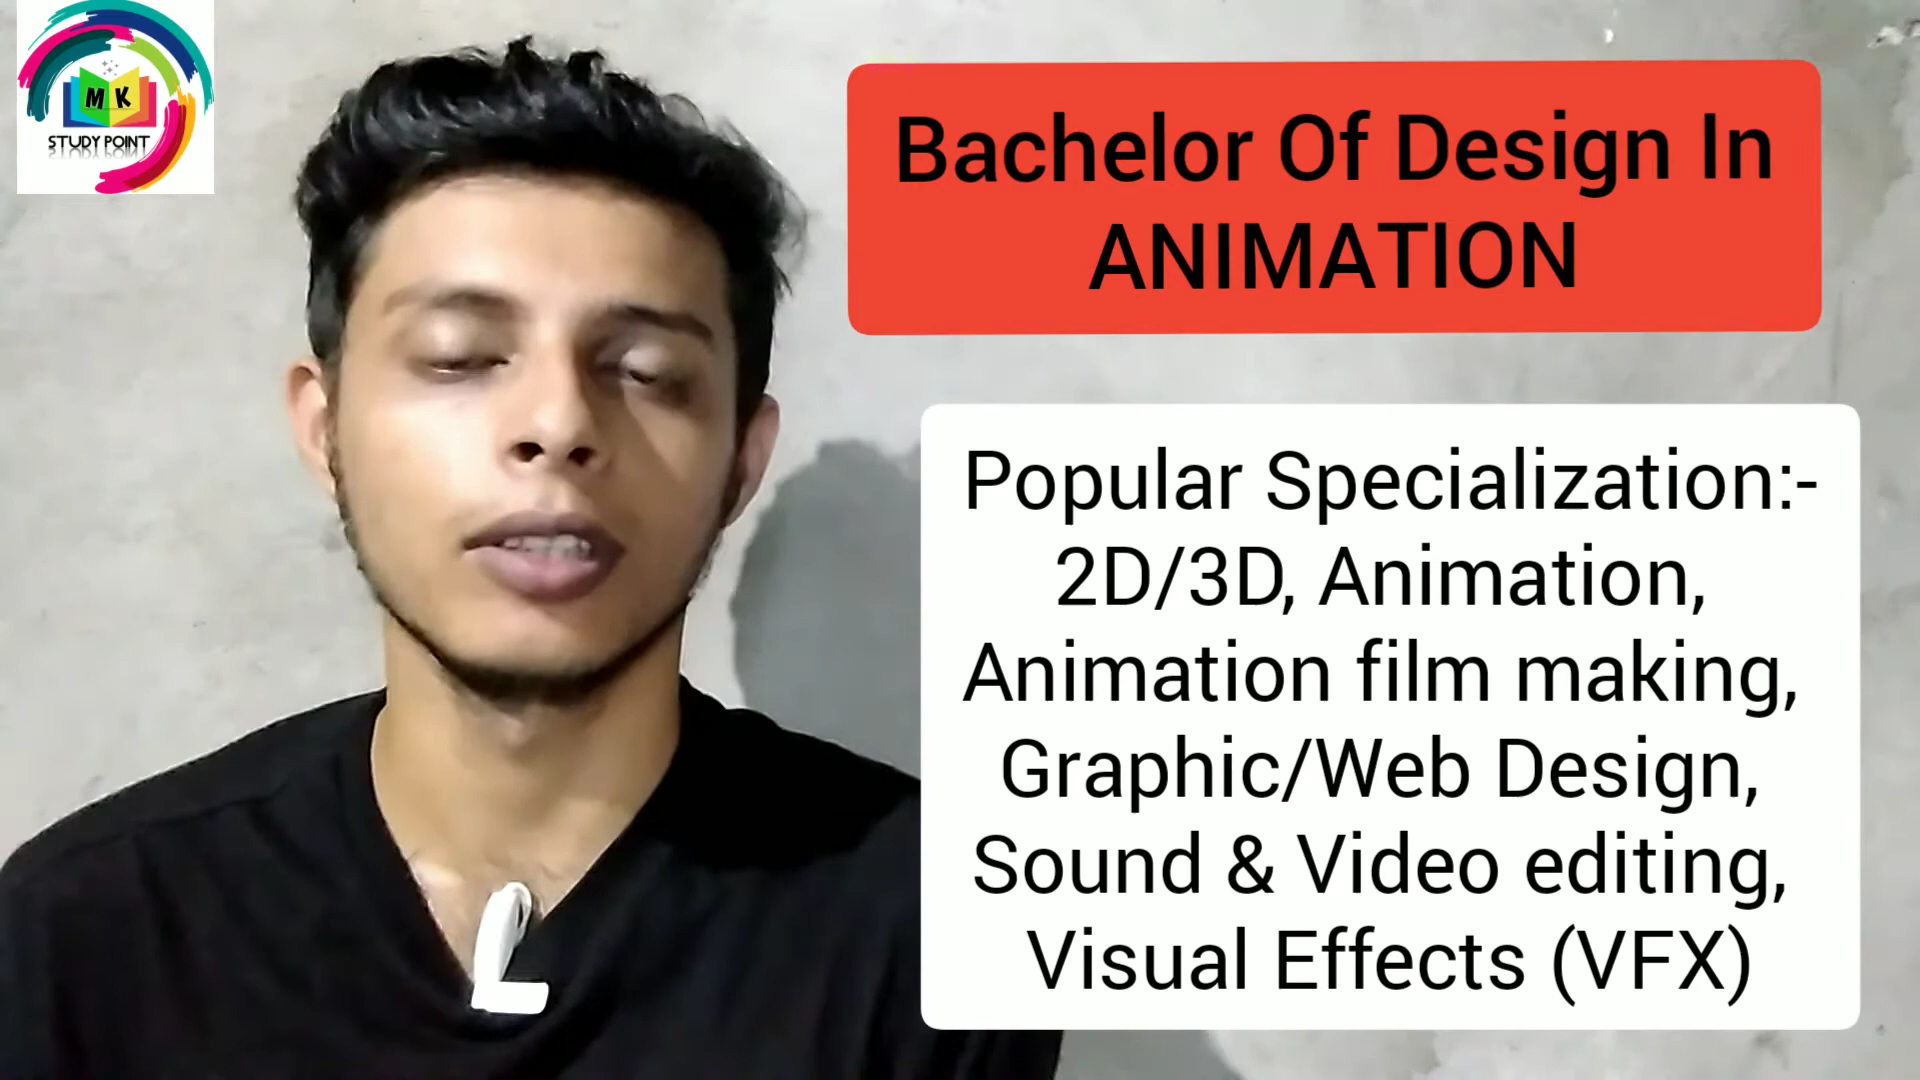 M K
STUDY POINT
Bachelor Of Design In
ANIMATION
Popular Specialization:-
2D/3D, Animation,
Animation film making,
Graphic/Web Design,
Sound & Video editing,
Visual Effects (VFX)